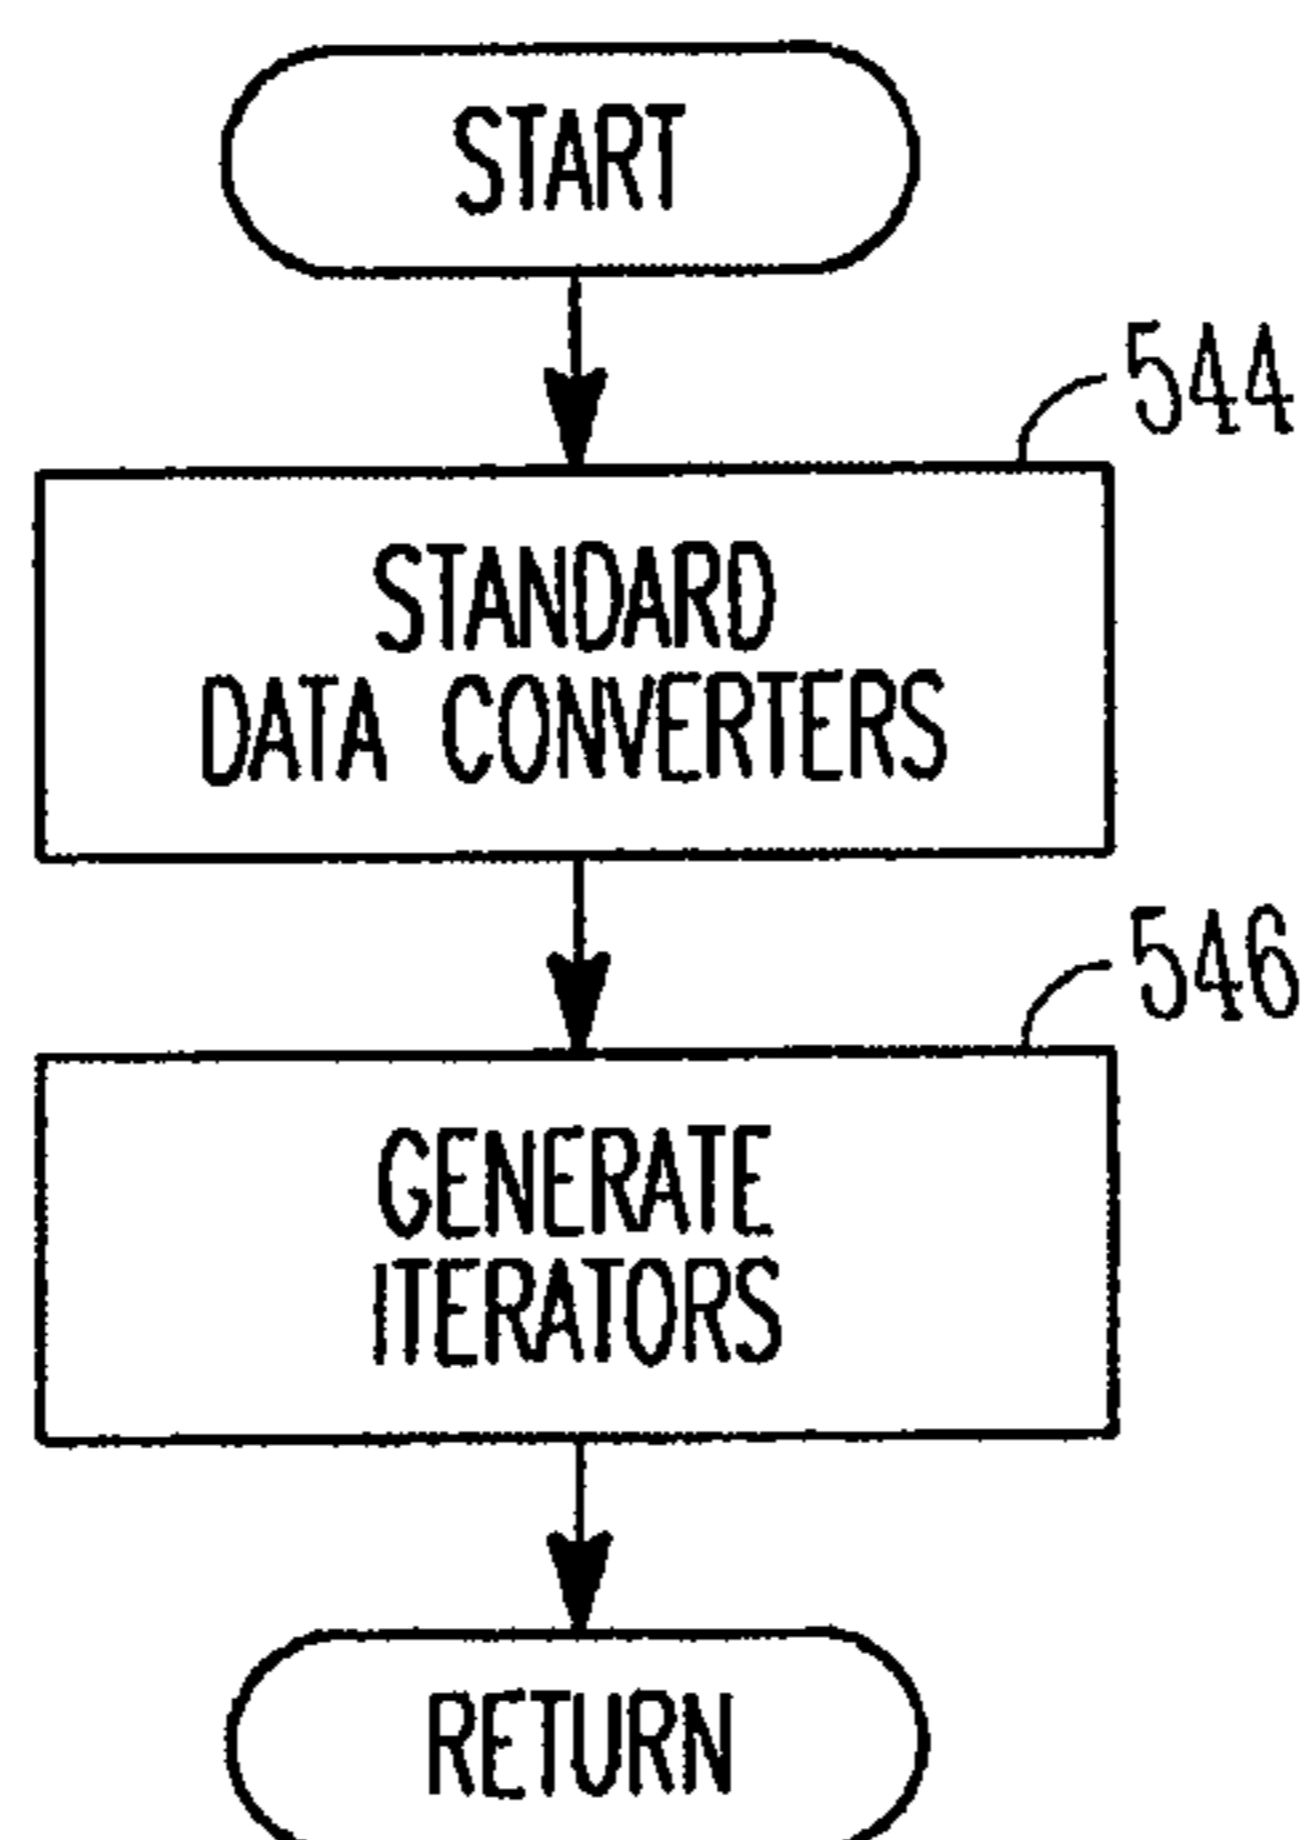 START
544
STANDARD
DATA CONVERTERS
546
GENERATE
ITERATORS
RETURN